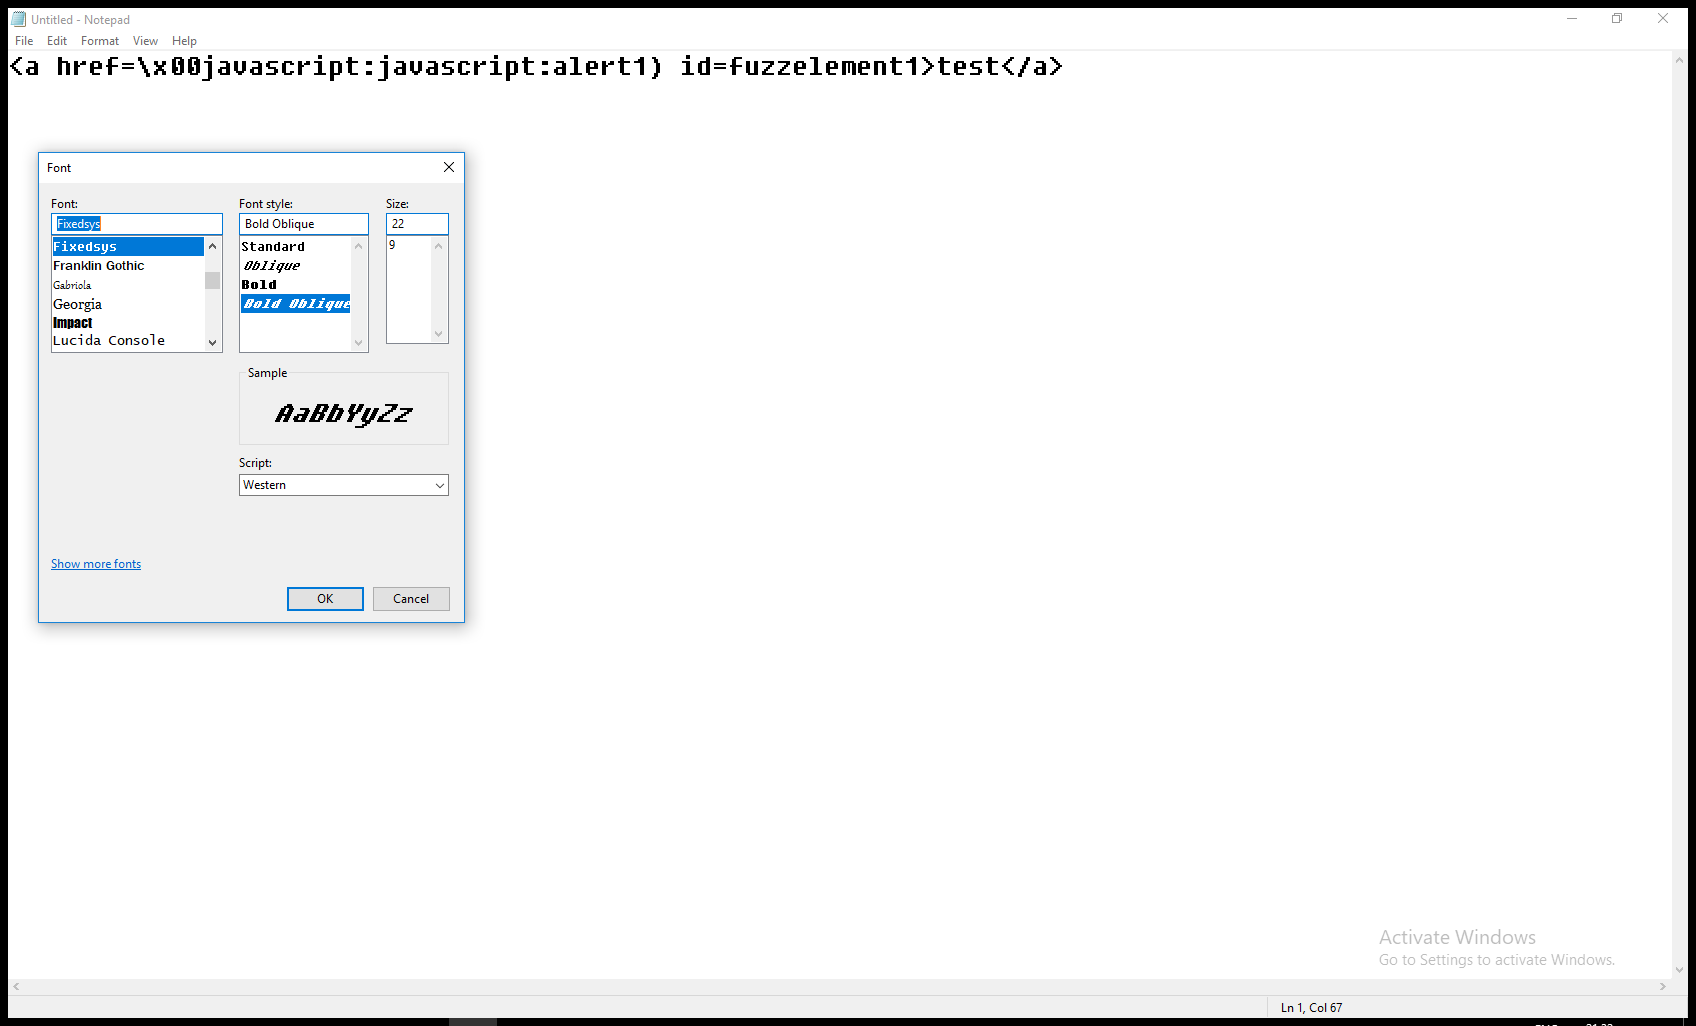 Untitled - Notepad
File Edit Format View Help
<a href=\x00javascript:javascript:alert1) id=fuzzelement1>test</a>
Font
Font: Font style: Size:
Fixedsys Bold Oblique 22
Fixedsys Standard 9
Franklin Gothic Oblique
Gabriola Bold
Georgia Bold Oblique
Impact
Lucida Console
Sample
AaBbYyZz
Script:
Western
Show more fonts
OK Cancel
Activate Windows
Go to Settings to activate Windows.
Ln 1, Col 67